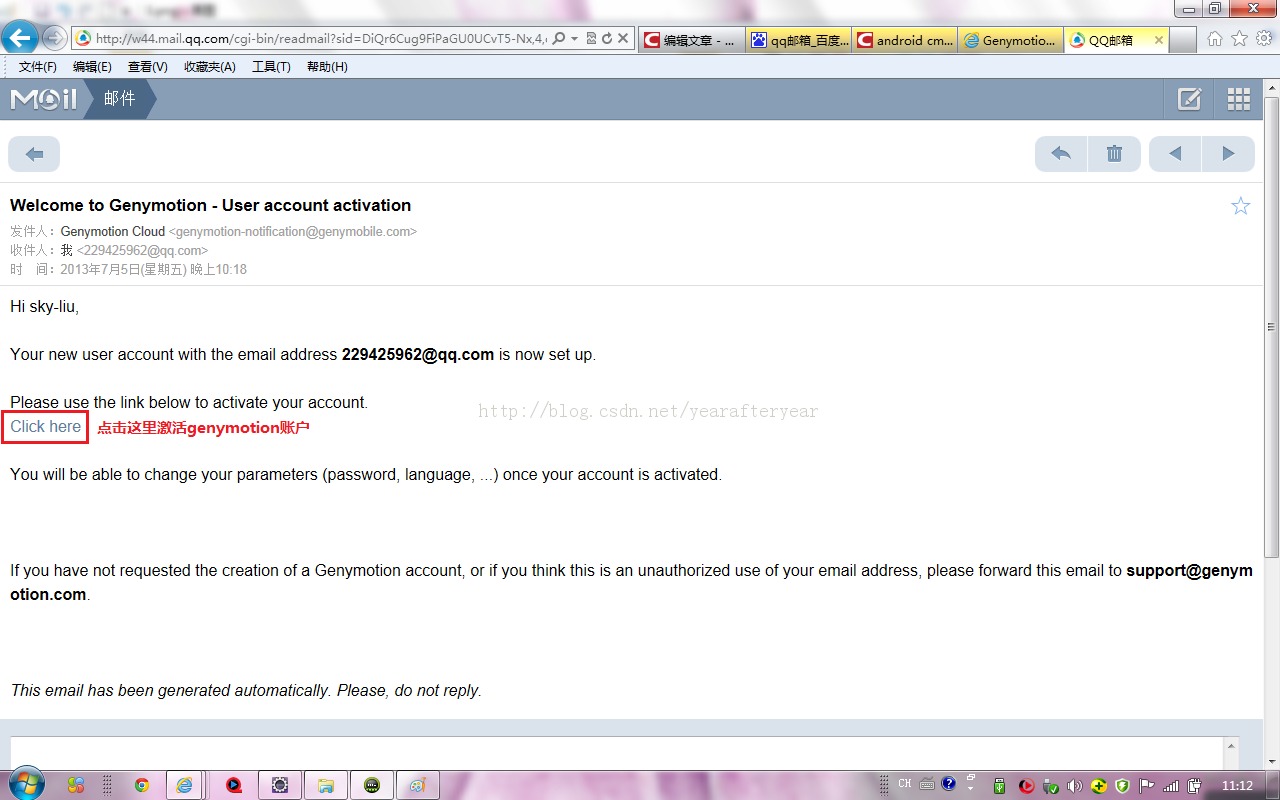 http://w44.mail.qq.com/cgi-bin/readmail?sid=DiQr6Cug9FiPaGU0UCvT5-Nx,4,
编辑文章 - ...
qq邮箱_百度...
android cm...
Genymotio...
QQ邮箱
文件(F) 编辑(E) 查看(V) 收藏夹(A) 工具(T) 帮助(H)
Mail 邮件
Welcome to Genymotion - User account activation
发件人：Genymotion Cloud <genymotion-notification@genymobile.com>
收件人：我 <229425962@qq.com>
时 间：2013年7月5日(星期五) 晚上10:18
Hi sky-liu,
Your new user account with the email address 229425962@qq.com is now set up.
Please use the link below to activate your account.
http://blog.csdn.net/yearafteryear
Click here 点击这里激活genymotion账户
You will be able to change your parameters (password, language, ...) once your account is activated.
If you have not requested the creation of a Genymotion account, or if you think this is an unauthorized use of your email address, please forward this email to support@genym
otion.com.
This email has been generated automatically. Please, do not reply.
CH
11:12